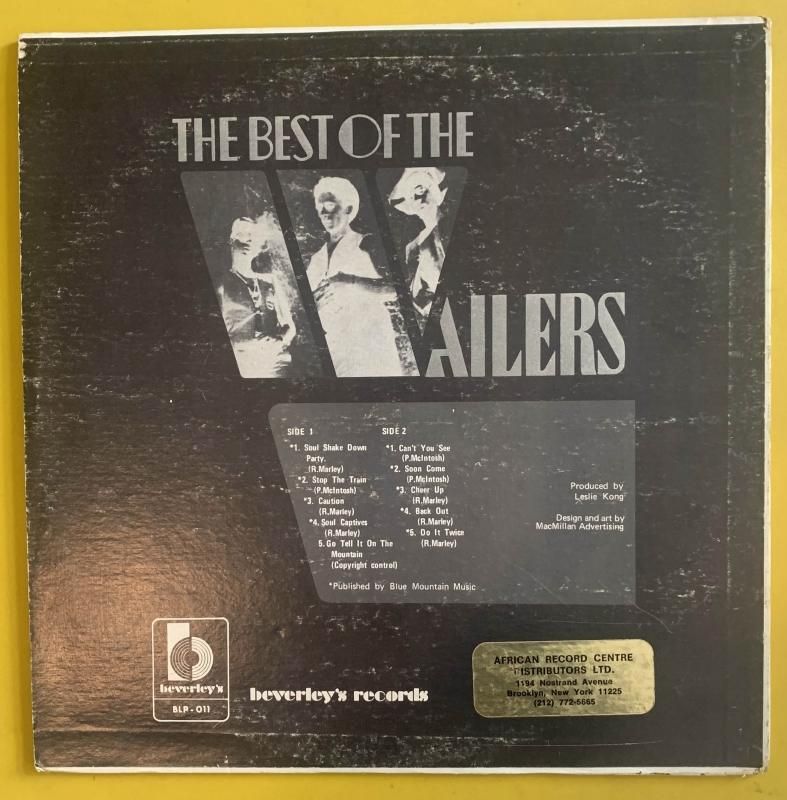 THE BEST OF THE
WAILERS
SIDE 1
*1. Soul Shake Down
Party.
(R.Marley)
*2. Stop The Train
(P.McIntosh)
*3. Caution
(R.Marley)
*4. Soul Captives
(R.Marley)
5. Go Tell It On The
Mountain
(Copyright control)
SIDE 2
*1. Can't You See
(P.McIntosh)
*2. Soon Come
(P.McIntosh)
*3. Cheer Up
(R.Marley)
*4. Back Out
(R.Marley)
*5. Do It Twice
(R.Marley)
*Published by Blue Mountain Music
Produced by
Leslie Kong
Design and art by
MacMillan Advertising
b
beverley's
BLP-011
beverley's records
AFRICAN RECORD CENTRE
DISTRIBUTORS LTD.
1194 Nostrand Avenue
Brooklyn, New York 11225
(212) 772-5665